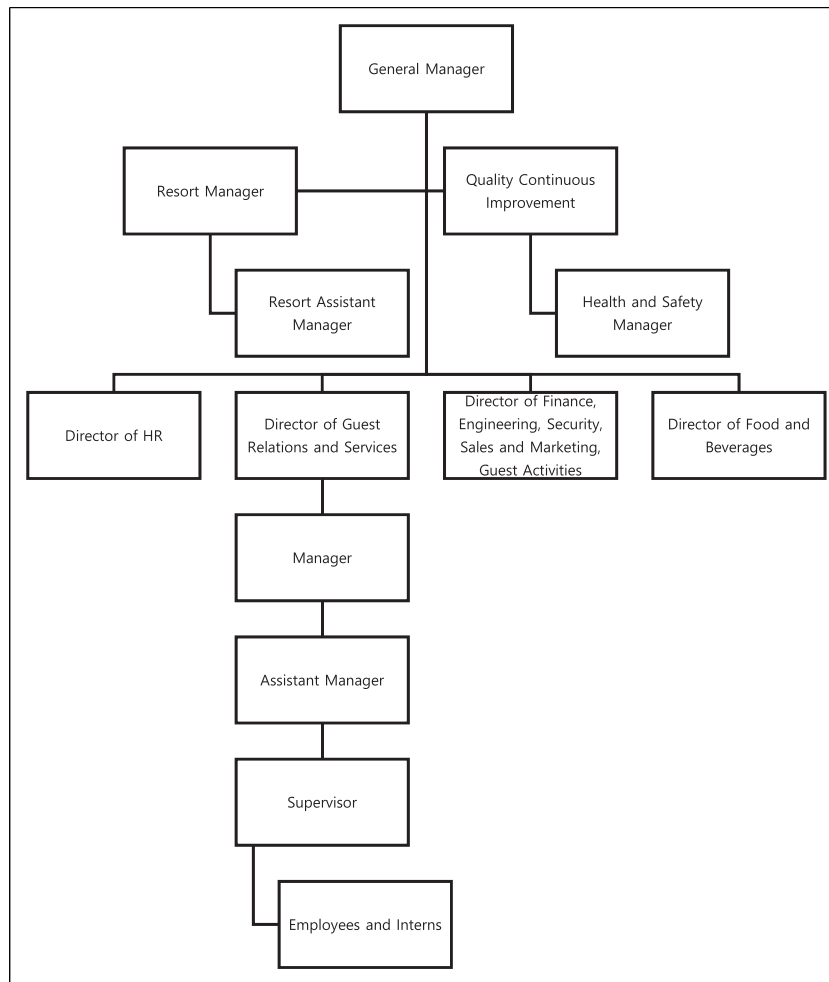 General Manager
Resort Manager
Quality Continuous
Improvement
Resort Assistant
Manager
Health and Safety
Manager
Director of HR
Director of Guest
Relations and Services
Director of Finance,
Engineering, Security,
Sales and Marketing,
Guest Activities
Director of Food and
Beverages
Manager
Assistant Manager
Supervisor
Employees and Interns